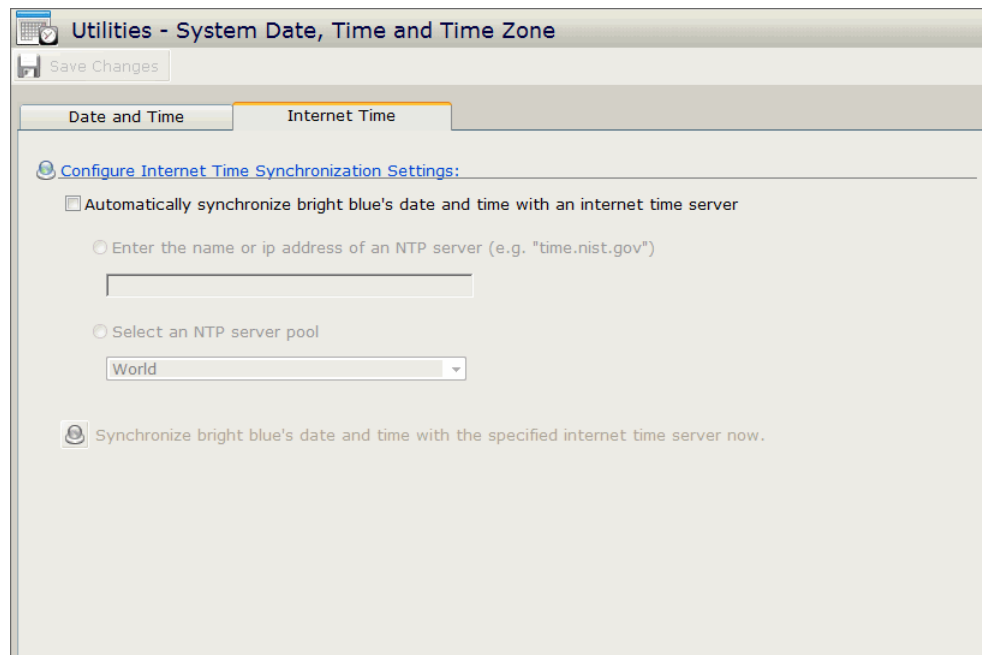 Utilities - System Date, Time and Time Zone
Save Changes
Date and Time
Internet Time
Configure Internet Time Synchronization Settings:
Automatically synchronize bright blue's date and time with an internet time server
Enter the name or ip address of an NTP server (e.g. "time.nist.gov")
Select an NTP server pool
World
Synchronize bright blue's date and time with the specified internet time server now.